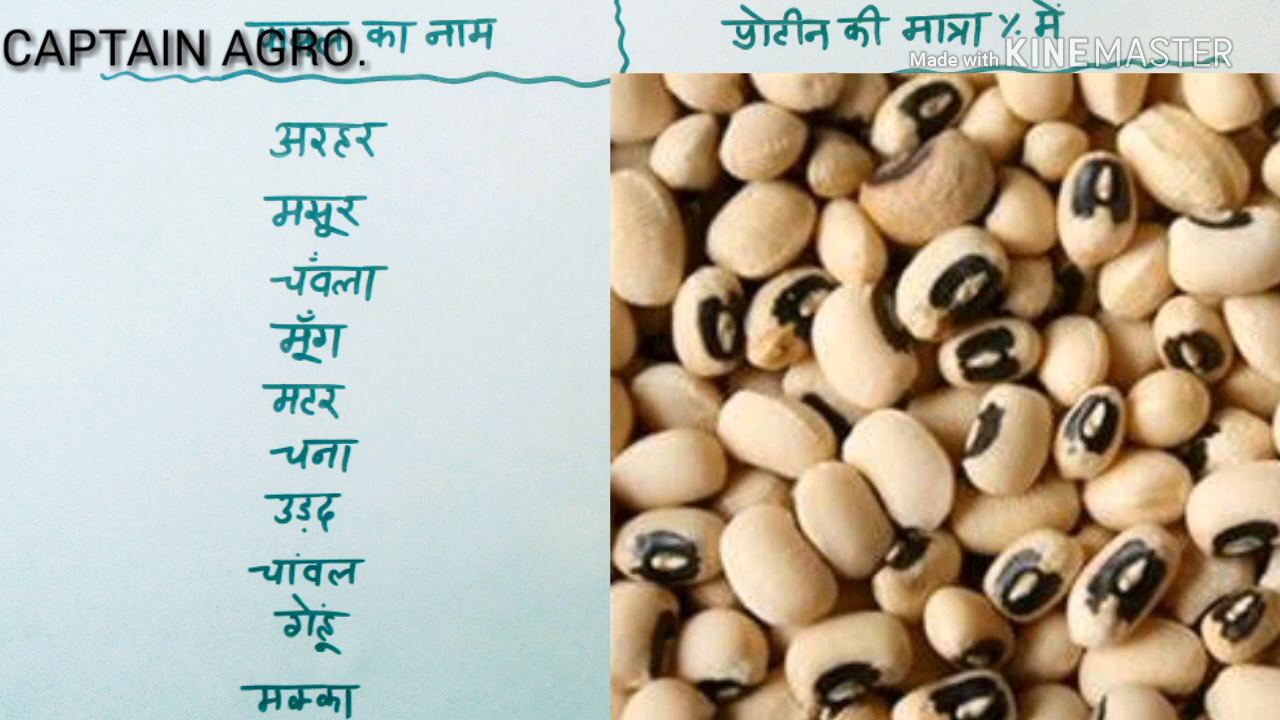 का नाम
प्रोटीन की मात्रा % में
CAPTAIN AGRO.
Made with KINEMASTER
अरहर
मसूर
चँवला
मूँग
मटर
चना
उड़द
चांवल
गेहूं
मक्का